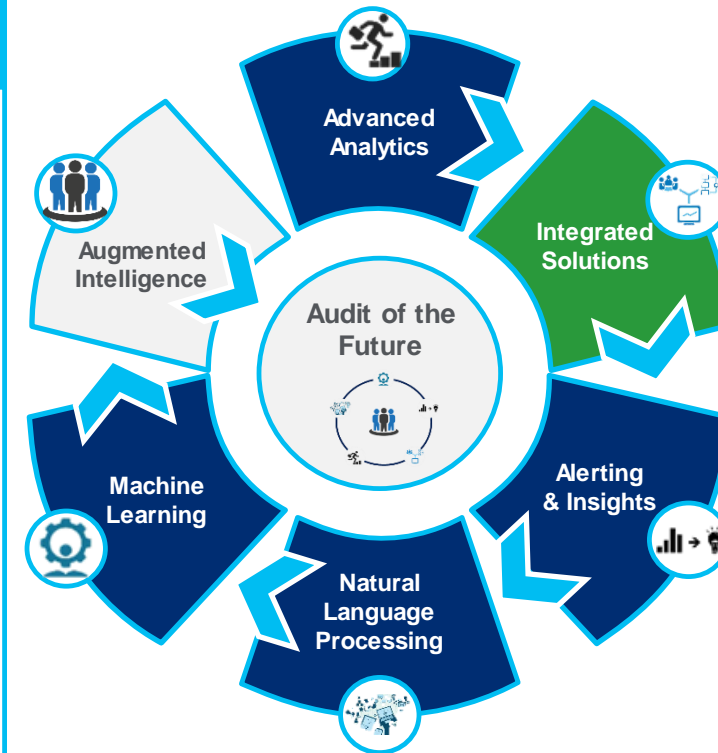 Advanced
Analytics
Integrated
Solutions
Alerting
& Insights
Natural
Language
Processing
Machine
Learning
Augmented
Intelligence
Audit of the
Future